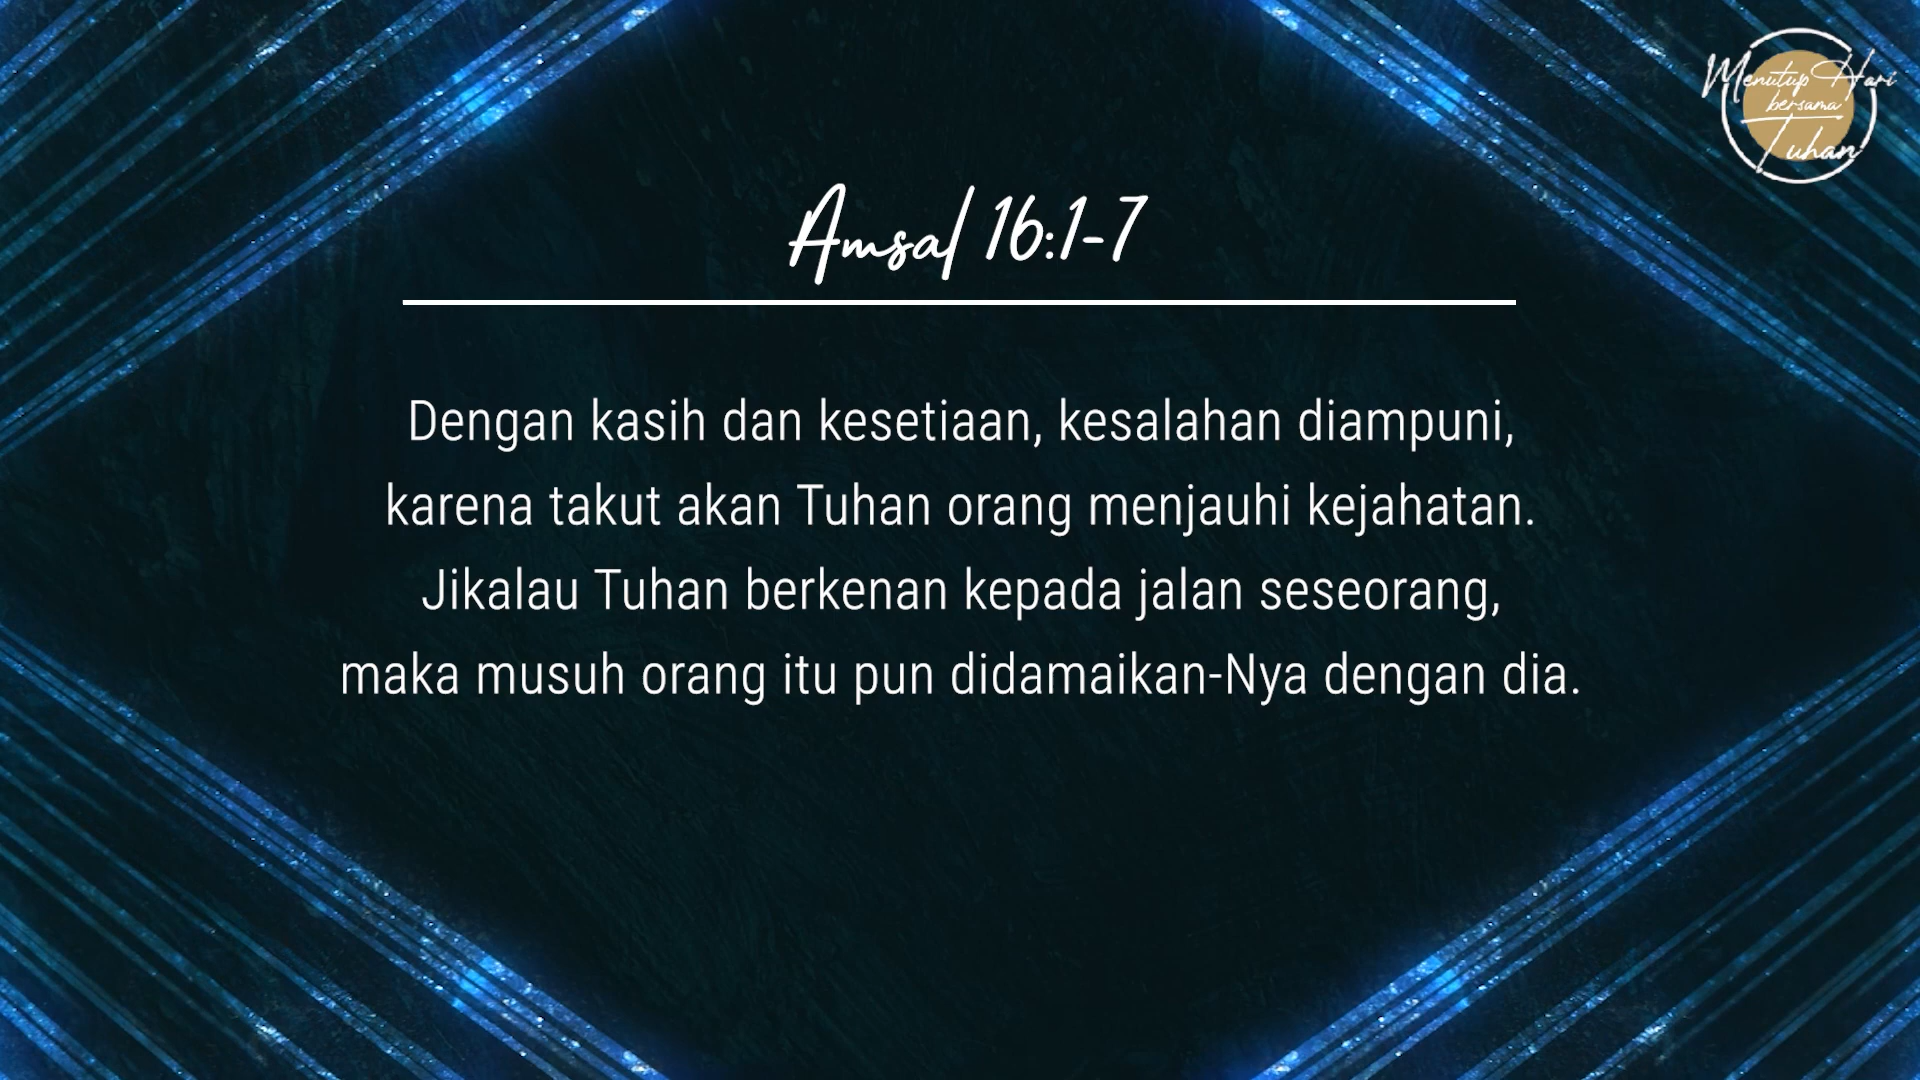 Menutup Hari
bersama
Tuhan
Amsal 16:1-7
Dengan kasih dan kesetiaan, kesalahan diampuni,
karena takut akan Tuhan orang menjauhi kejahatan.
Jikalau Tuhan berkenan kepada jalan seseorang,
maka musuh orang itu pun didamaikan-Nya dengan dia.